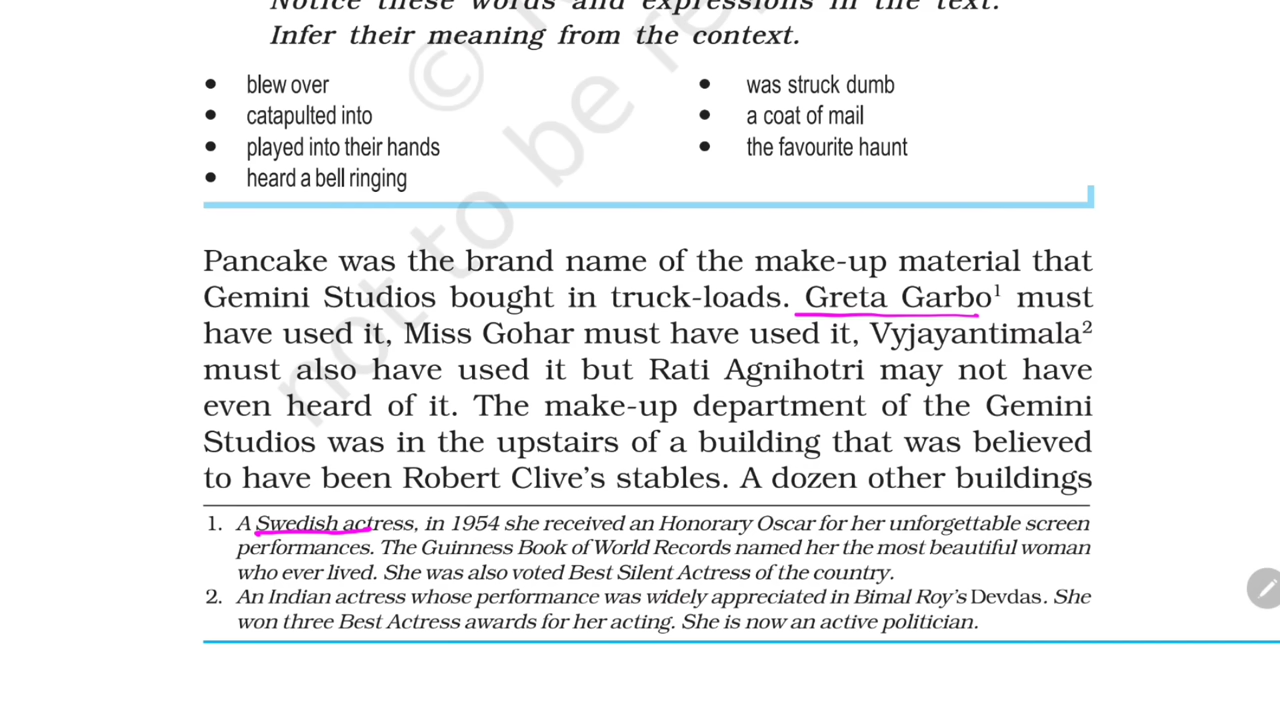 Notice these words and expressions in the text.
Infer their meaning from the context.
• blew over
• catapulted into
• played into their hands
• heard a bell ringing
• was struck dumb
• a coat of mail
• the favourite haunt
Pancake was the brand name of the make-up material that
Gemini Studios bought in truck-loads. Greta Garbo¹ must
have used it, Miss Gohar must have used it, Vyjayantimala²
must also have used it but Rati Agnihotri may not have
even heard of it. The make-up department of the Gemini
Studios was in the upstairs of a building that was believed
to have been Robert Clive's stables. A dozen other buildings
1. A Swedish actress, in 1954 she received an Honorary Oscar for her unforgettable screen
performances. The Guinness Book of World Records named her the most beautiful woman
who ever lived. She was also voted Best Silent Actress of the country.
2. An Indian actress whose performance was widely appreciated in Bimal Roy's Devdas. She
won three Best Actress awards for her acting. She is now an active politician.
© 
not to be re